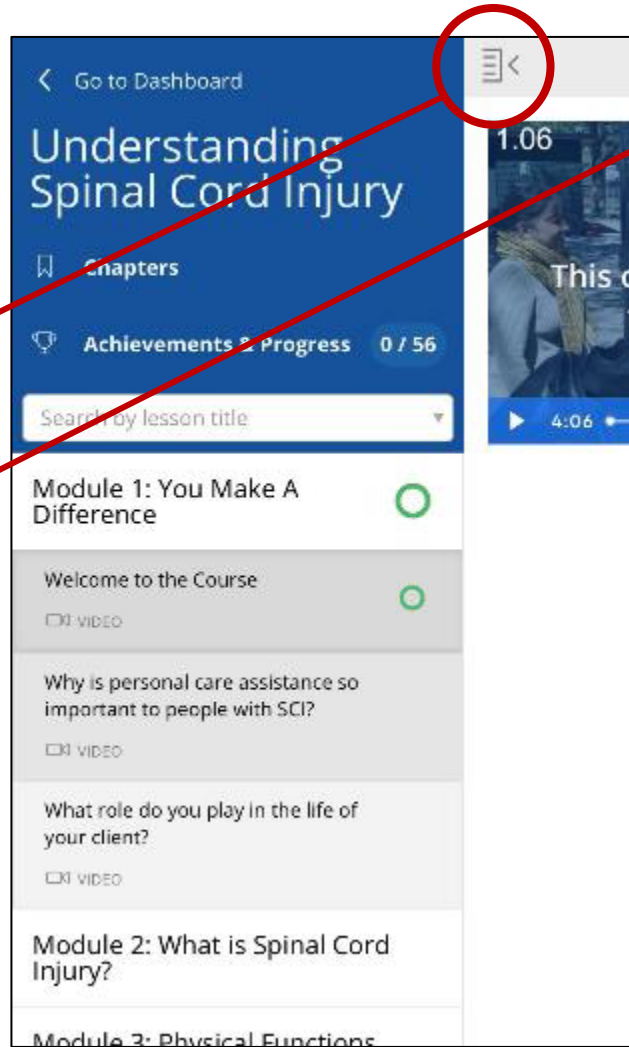 Go to Dashboard
Understanding
Spinal Cord Injury
Chapters
Achievements & Progress 0 / 56
Search by lesson title
Module 1: You Make A
Difference
Welcome to the Course
VIDEO
Why is personal care assistance so
important to people with SCI?
VIDEO
What role do you play in the life of
your client?
VIDEO
Module 2: What is Spinal Cord
Injury?
Module 3: Physical Functions
1.06
This
4:06